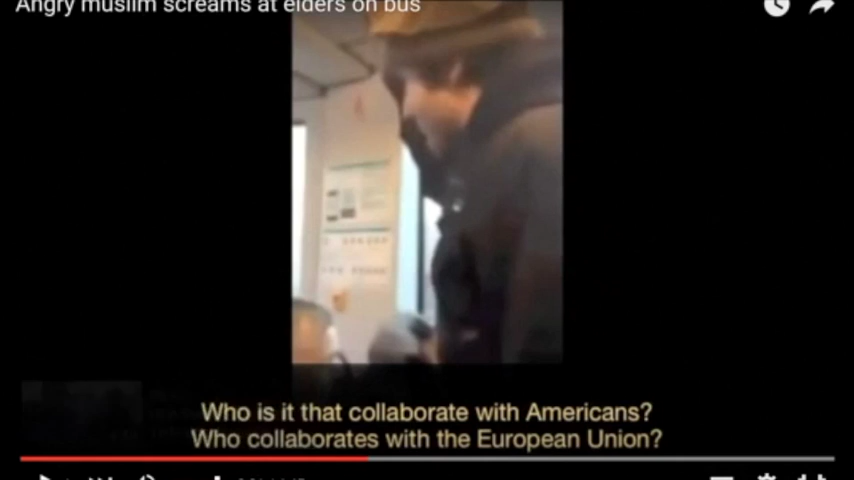 Angry muslim screams at elders on bus
Who is it that collaborate with Americans?
Who collaborates with the European Union?